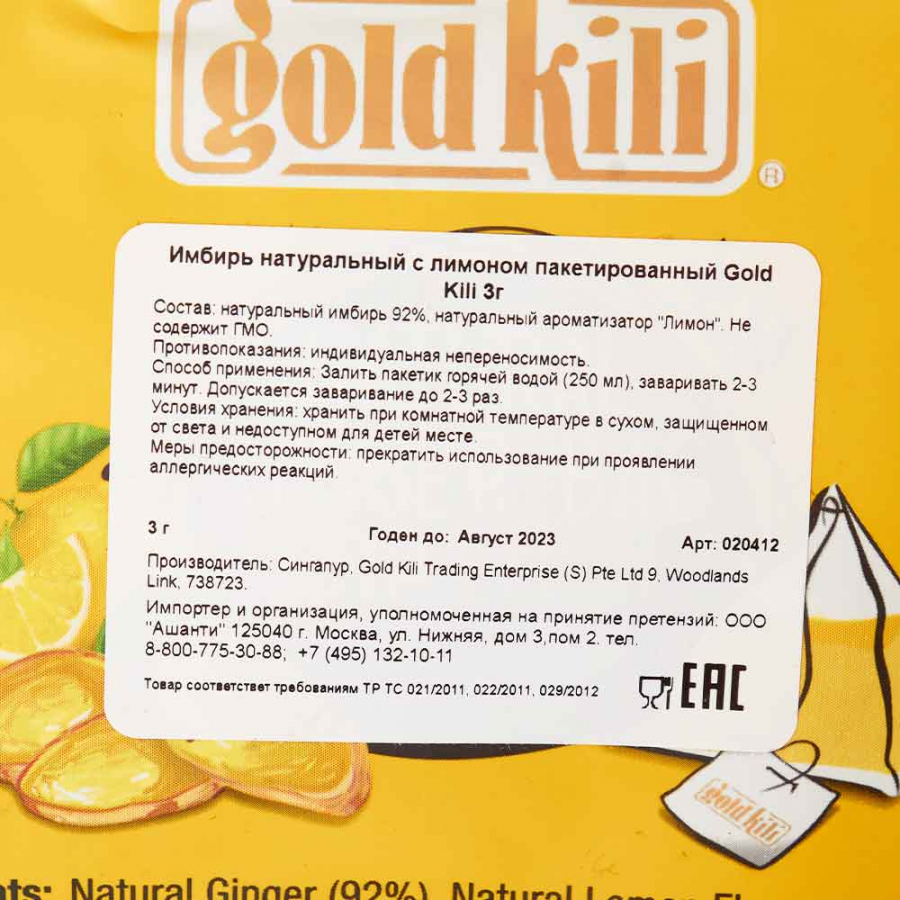 gold kili
®
Имбирь натуральный с лимоном пакетированный Gold
Kili 3г
Состав: натуральный имбирь 92%, натуральный ароматизатор "Лимон". Не
содержит ГМО.
Противопоказания: индивидуальная непереносимость.
Способ применения: Залить пакетик горячей водой (250 мл), заваривать 2-3
минут. Допускается заваривание до 2-3 раз.
Условия хранения: хранить при комнатной температуре в сухом, защищенном
от света и недоступном для детей месте.
Меры предосторожности: прекратить использование при проявлении
аллергических реакций.
3 г Годен до: Август 2023 Арт: 020412
Производитель: Сингапур, Gold Kili Trading Enterprise (S) Pte Ltd 9, Woodlands
Link, 738723.
Импортер и организация, уполномоченная на принятие претензий: ООО
"Ашанти" 125040 г. Москва, ул. Нижняя, дом 3,пом 2. тел.
8-800-775-30-88; +7 (495) 132-10-11
Товар соответствует требованиям ТР ТС 021/2011, 022/2011, 029/2012
EAC
gold kili
Natural Ginger (92%), Natural Lemon